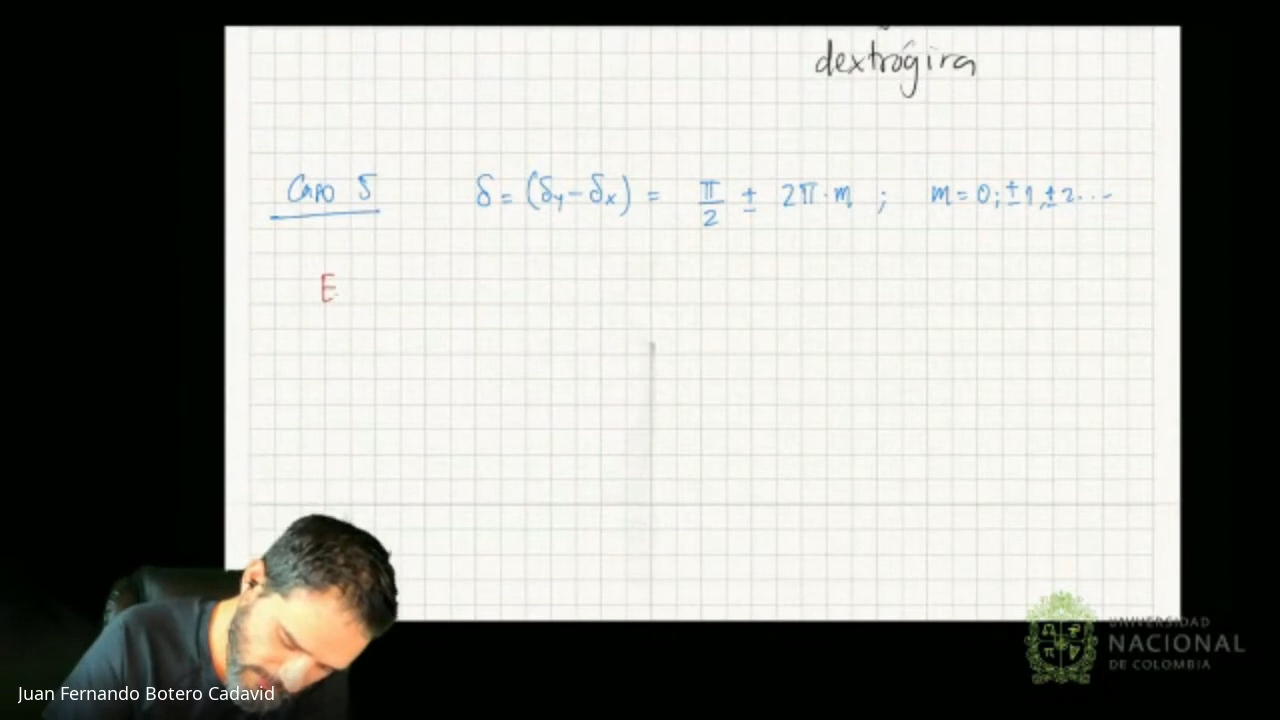 dextrógira
Caso 5 δ = (δy - δx) = π/2 ± 2π·m ; m = 0; ±1, ±2...
E
UNIVERSIDAD
NACIONAL
DE COLOMBIA
Juan Fernando Botero Cadavid